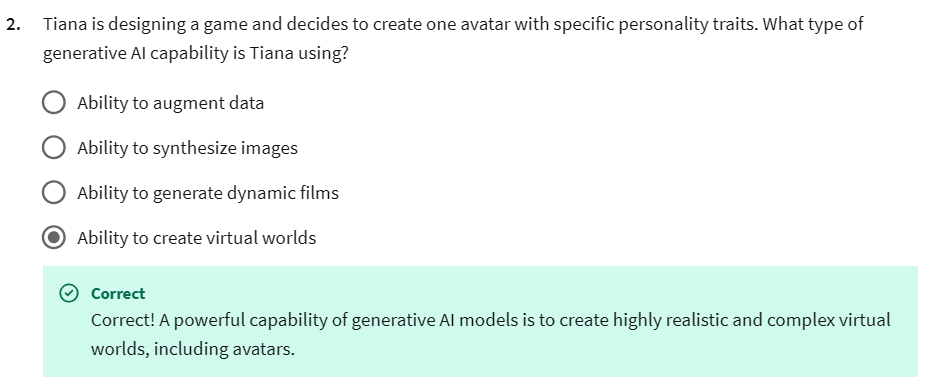 2. Tiana is designing a game and decides to create one avatar with specific personality traits. What type of
generative AI capability is Tiana using?
Ability to augment data
Ability to synthesize images
Ability to generate dynamic films
Ability to create virtual worlds
Correct
Correct! A powerful capability of generative AI models is to create highly realistic and complex virtual
worlds, including avatars.